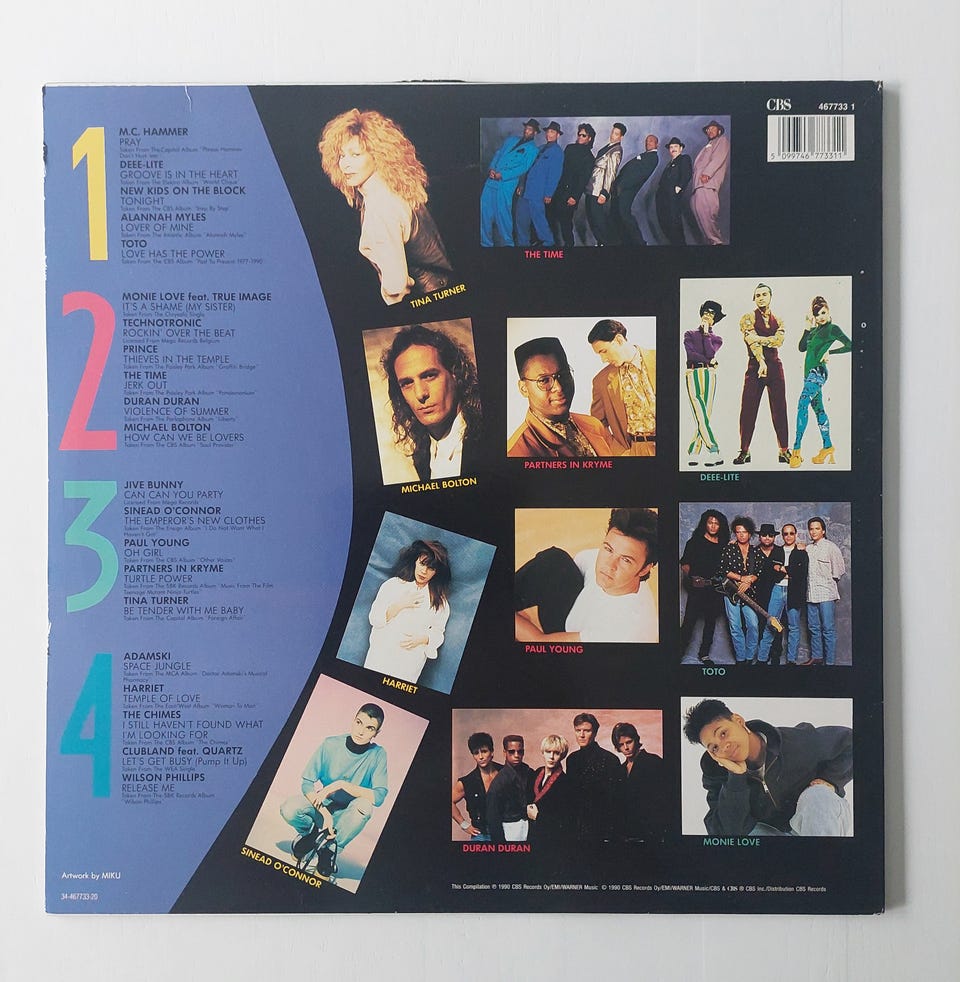 1
M.C. HAMMER
PRAY
Taken From The Capitol Album "Please Hammer
Don't Hurt 'em"
DEEE-LITE
GROOVE IS IN THE HEART
Taken From The Elektra Album "World Clique"
NEW KIDS ON THE BLOCK
TONIGHT
Taken From The CBS Album "Step By Step"
ALANNAH MYLES
LOVER OF MINE
Taken From The Atlantic Album "Alannah Myles"
TOTO
LOVE HAS THE POWER
Taken From The CBS Album "Past To Present 1977-1990
2
MONIE LOVE feat. TRUE IMAGE
IT'S A SHAME (MY SISTER)
Taken From The Chrysalis Single
TECHNOTRONIC
ROCKIN' OVER THE BEAT
Licensed From Mega Records Belgium
PRINCE
THIEVES IN THE TEMPLE
Taken From The Paisley Park Album "Graffiti Bridge"
THE TIME
JERK OUT
Taken From The Paisley Park Album "Pandemonium"
DURAN DURAN
VIOLENCE OF SUMMER
Taken From The Parlophone Album "Liberty"
MICHAEL BOLTON
HOW CAN WE BE LOVERS
Taken From The CBS Album "Soul Provider"
3
JIVE BUNNY
CAN CAN YOU PARTY
Licensed From Mega Records
SINEAD O'CONNOR
THE EMPEROR'S NEW CLOTHES
Taken From The Ensign Album "I Do Not Want What I
Haven't Got"
PAUL YOUNG
OH GIRL
Taken From The CBS Album "Other Voices"
PARTNERS IN KRYME
TURTLE POWER
Taken From The SBK Records Album "Music From The Film
Teenage Mutant Ninja Turtles"
TINA TURNER
BE TENDER WITH ME BABY
Taken From The Capitol Album "Foreign Affair"
4
ADAMSKI
SPACE JUNGLE
Taken From The MCA Album "Doctor Adamski's Musical
Pharmacy"
HARRIET
TEMPLE OF LOVE
Taken From The East West Album "Woman To Man"
THE CHIMES
I STILL HAVEN'T FOUND WHAT
I'M LOOKING FOR
Taken From The CBS Album "The Chimes"
CLUBLAND feat. QUARTZ
LET'S GET BUSY (Pump It Up)
Taken From The WEA Single
WILSON PHILLIPS
RELEASE ME
Taken From The SBK Records Album
"Wilson Phillips"
Artwork by MIKU
34-467733-20
CBS 467733 1
5 099746 773311
TINA TURNER
THE TIME
MICHAEL BOLTON
PARTNERS IN KRYME
DEEE-LITE
HARRIET
PAUL YOUNG
TOTO
SINEAD O'CONNOR
DURAN DURAN
MONIE LOVE
This Compilation ℗ 1990 CBS Records Oy/EMI/WARNER Music © 1990 CBS Records Oy/EMI/WARNER Music/CBS & CBS ® CBS Inc./Distribution CBS Records